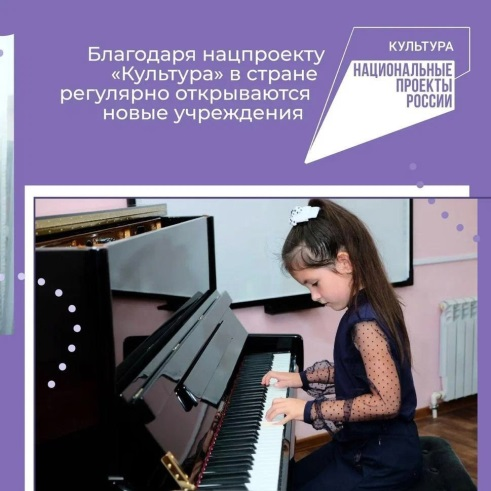 Благодаря нацпроекту
«Культура» в стране
регулярно открываются
новые учреждения
КУЛЬТУРА
НАЦИОНАЛЬНЫЕ
ПРОЕКТЫ
РОССИИ